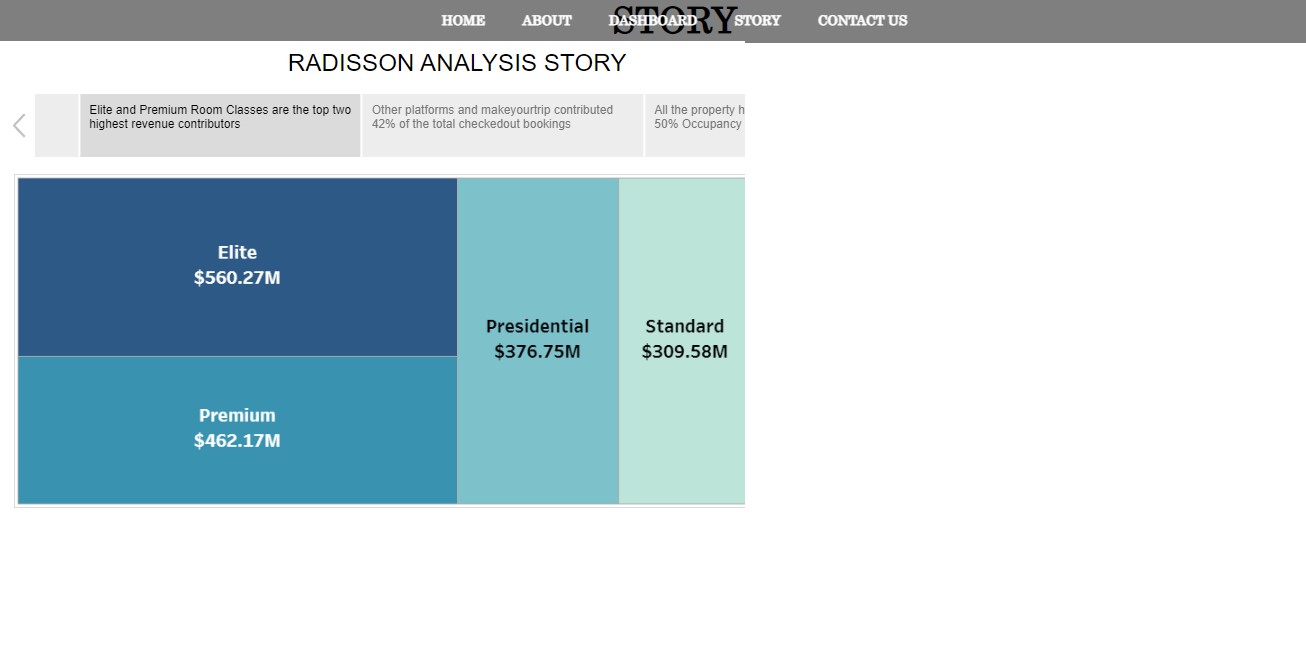 STORY
HOME ABOUT DASHBOARD STORY CONTACT US
RADISSON ANALYSIS STORY
Elite and Premium Room Classes are the top two
highest revenue contributors
Other platforms and makeyourtrip contributed
42% of the total checkedout bookings
All the property
50% Occupancy
Elite
$560.27M
Premium
$462.17M
Presidential
$376.75M
Standard
$309.58M